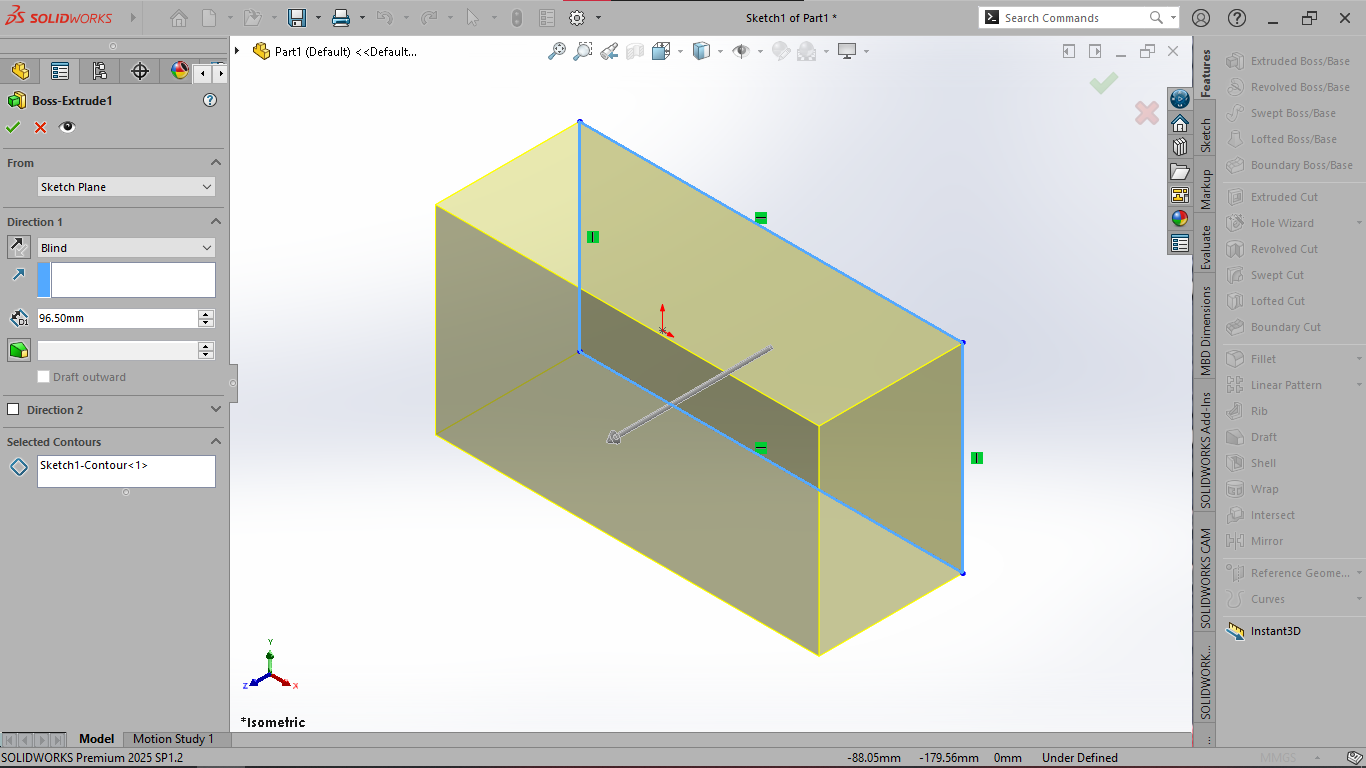 SOLIDWORKS
Sketch1 of Part1 *
Search Commands
Part1 (Default) <<Default...
Boss-Extrude1
From
Sketch Plane
Direction 1
Blind
D1
96.50mm
Draft outward
Direction 2
Selected Contours
Sketch1-Contour<1>
Y
Z
X
*Isometric
Features
Sketch
Markup
Evaluate
MBD Dimensions
SOLIDWORKS Add-Ins
SOLIDWORKS CAM
SOLIDWORK...
Extruded Boss/Base
Revolved Boss/Base
Swept Boss/Base
Lofted Boss/Base
Boundary Boss/Base
Extruded Cut
Hole Wizard
Revolved Cut
Swept Cut
Lofted Cut
Boundary Cut
Fillet
Linear Pattern
Rib
Draft
Shell
Wrap
Intersect
Mirror
Reference Geome...
Curves
Instant3D
Model
Motion Study 1
SOLIDWORKS Premium 2025 SP1.2
-88.05mm
-179.56mm
0mm
Under Defined
MMGS